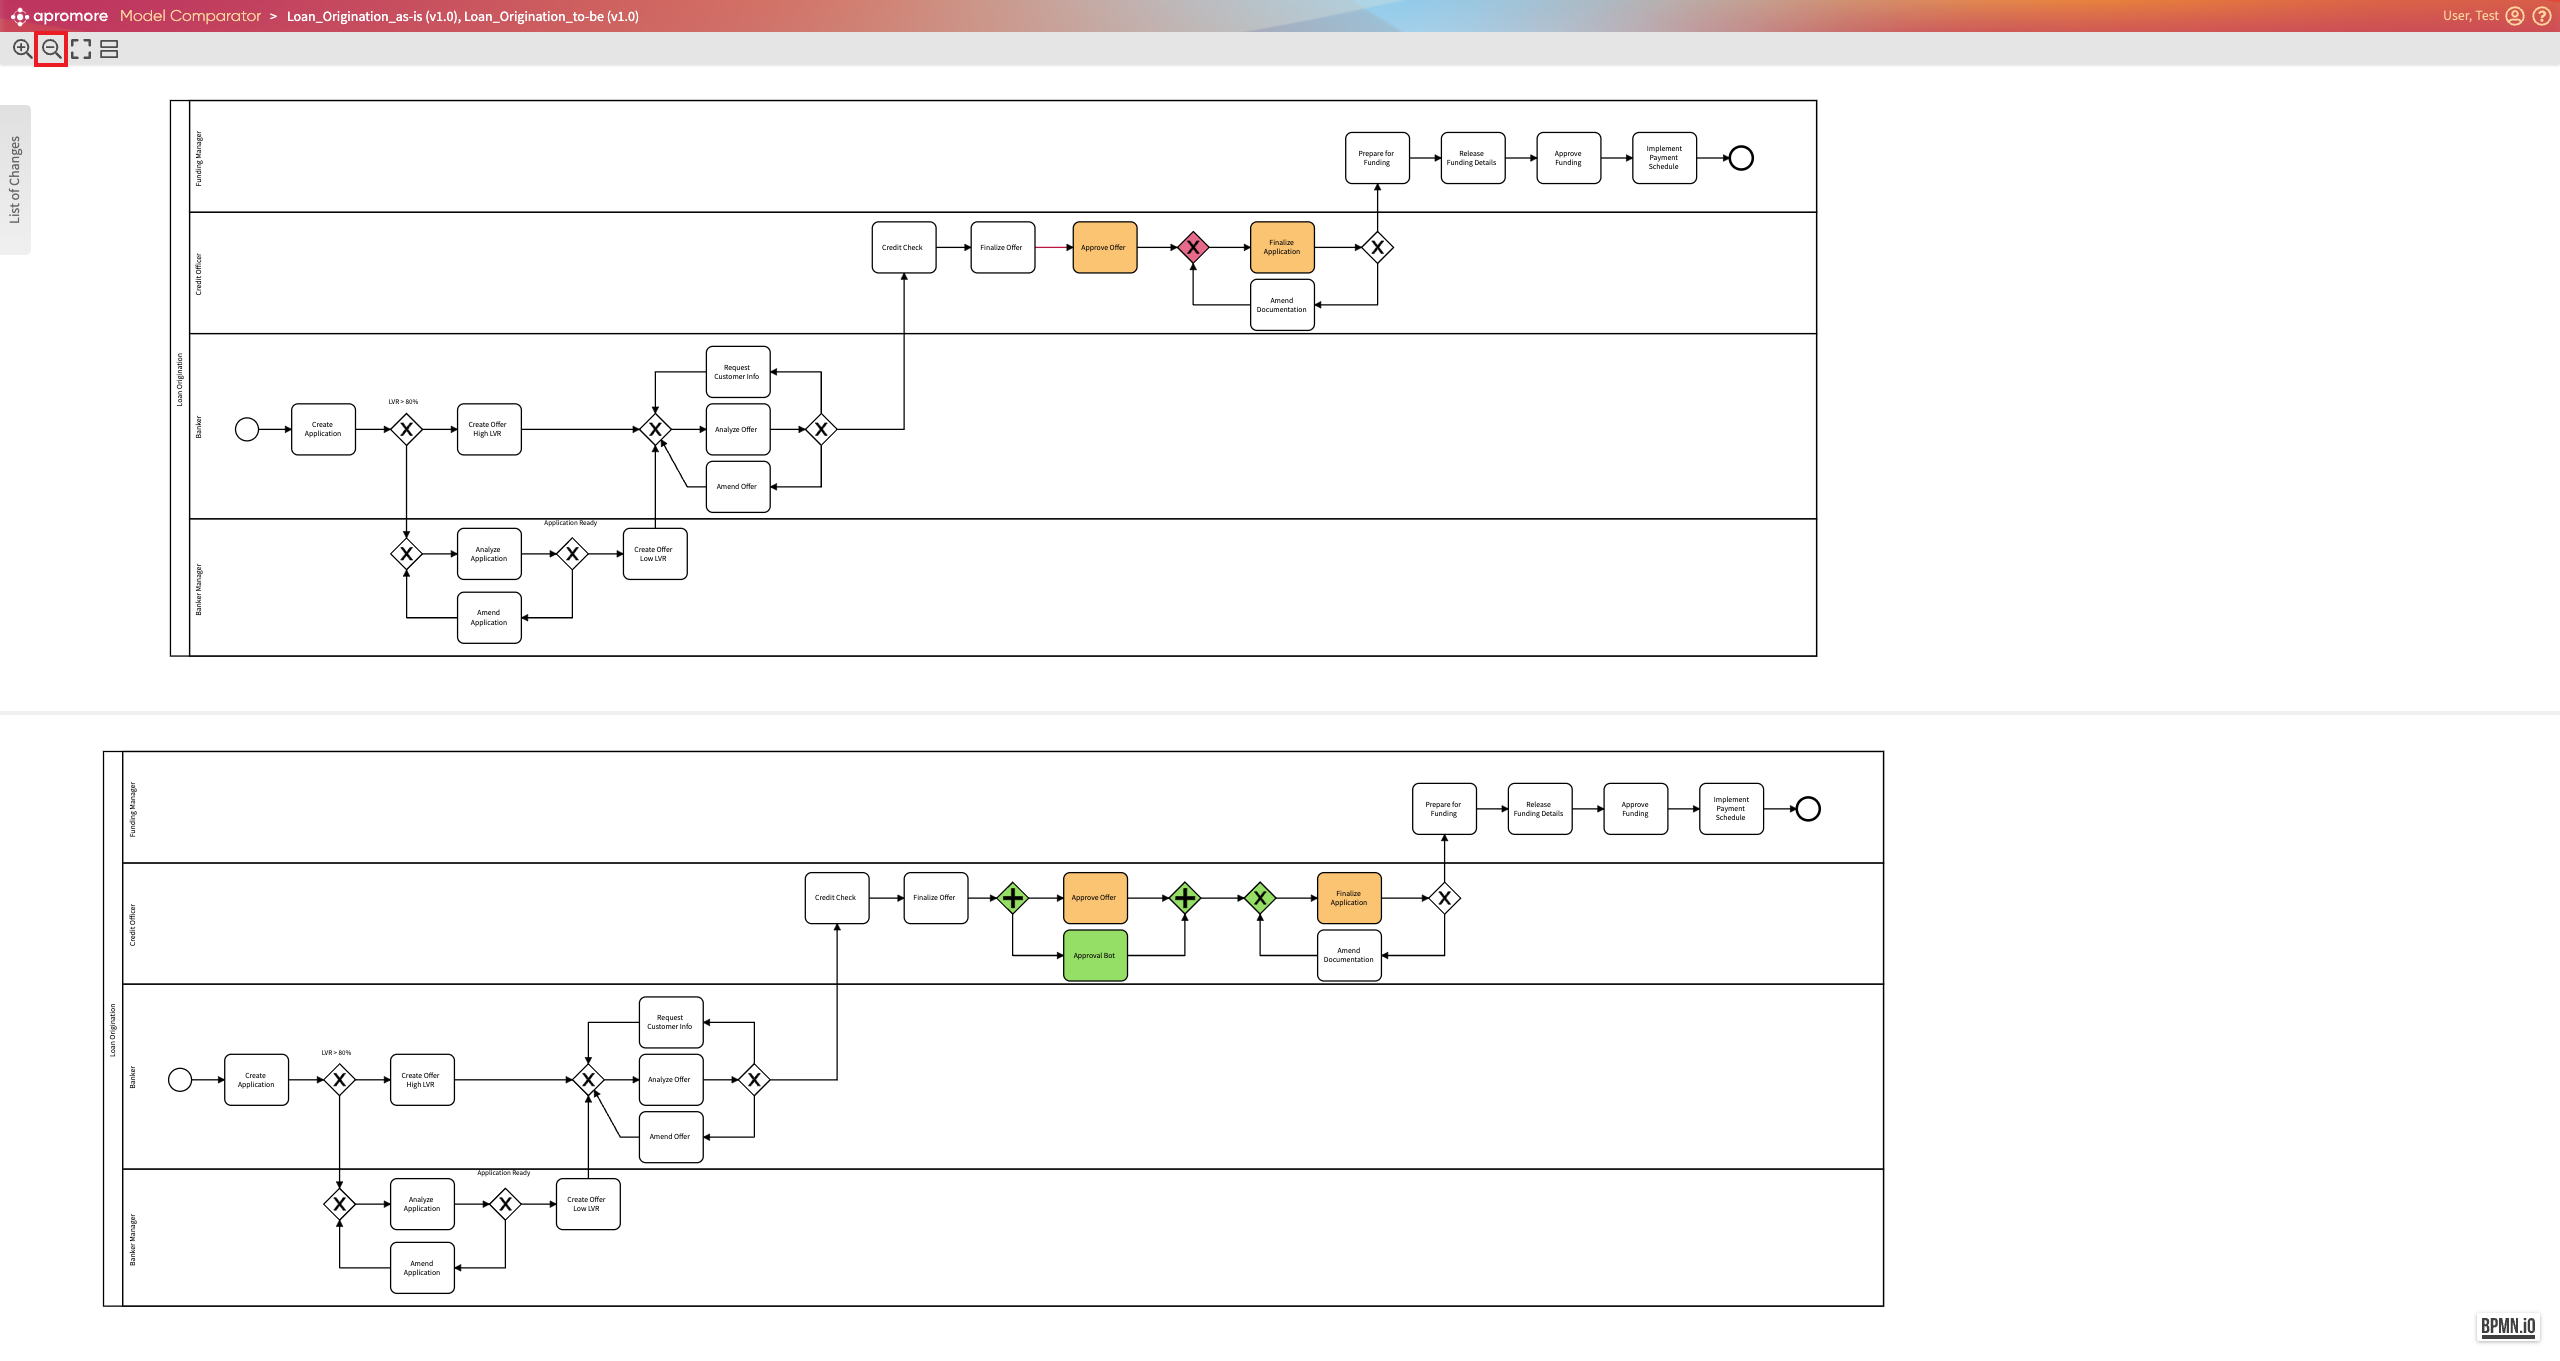 apromore Model Comparator > Loan_Origination_as-is (v1.0), Loan_Origination_to-be (v1.0)
User, Test
List of Changes
Loan Origination
Funding Manager
Prepare for
Funding
Release
Funding Details
Approve
Funding
Implement
Payment
Schedule
Credit Officer
Credit Check
Finalize Offer
Approve Offer
X
Finalize
Application
X
Amend
Documentation
Banker
Request
Customer Info
LVR > 80%
Create
Application
X
Create Offer
High LVR
X
Analyze Offer
X
Amend Offer
Banker Manager
Application Ready
X
Analyze
Application
X
Create Offer
Low LVR
Amend
Application
Loan Origination
Funding Manager
Prepare for
Funding
Release
Funding Details
Approve
Funding
Implement
Payment
Schedule
Credit Officer
Credit Check
Finalize Offer
Approve Offer
X
Finalize
Application
X
Approval Bot
Amend
Documentation
Banker
Request
Customer Info
LVR > 80%
Create
Application
X
Create Offer
High LVR
X
Analyze Offer
X
Amend Offer
Banker Manager
Application Ready
X
Analyze
Application
X
Create Offer
Low LVR
Amend
Application
BPMN.iO